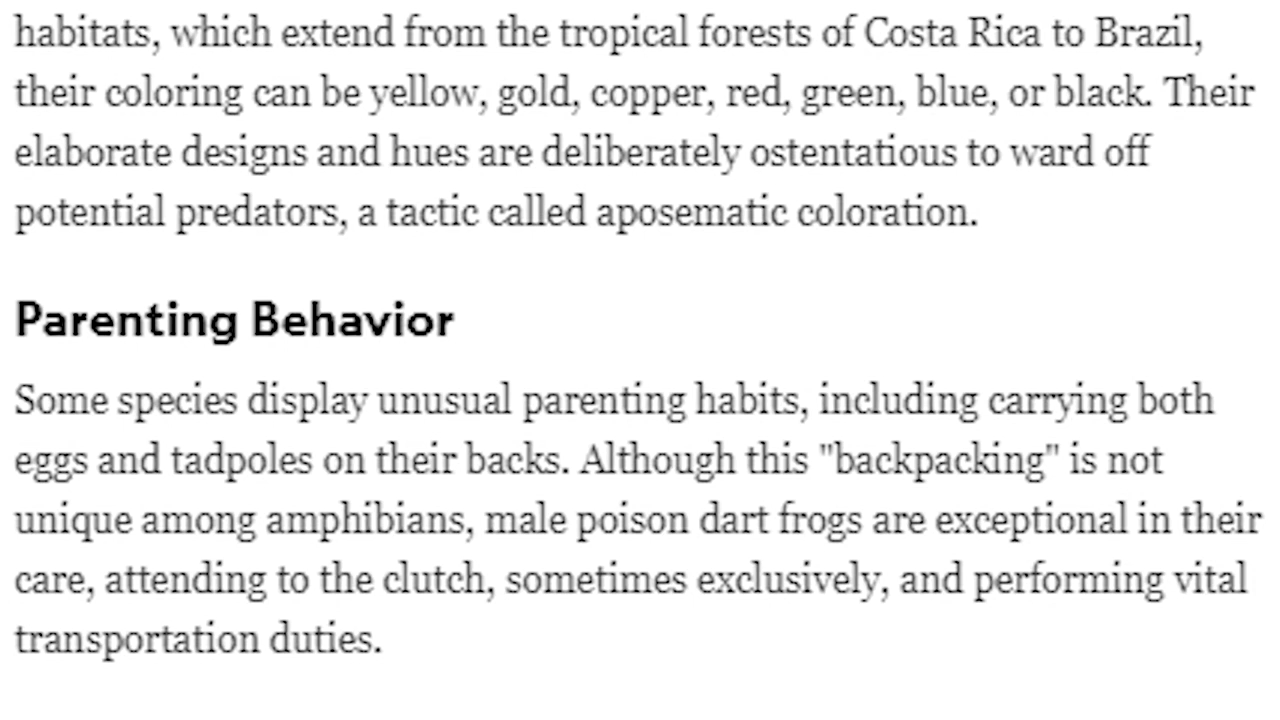 habitats, which extend from the tropical forests of Costa Rica to Brazil,
their coloring can be yellow, gold, copper, red, green, blue, or black. Their
elaborate designs and hues are deliberately ostentatious to ward off
potential predators, a tactic called aposematic coloration.
Parenting Behavior
Some species display unusual parenting habits, including carrying both
eggs and tadpoles on their backs. Although this "backpacking" is not
unique among amphibians, male poison dart frogs are exceptional in their
care, attending to the clutch, sometimes exclusively, and performing vital
transportation duties.